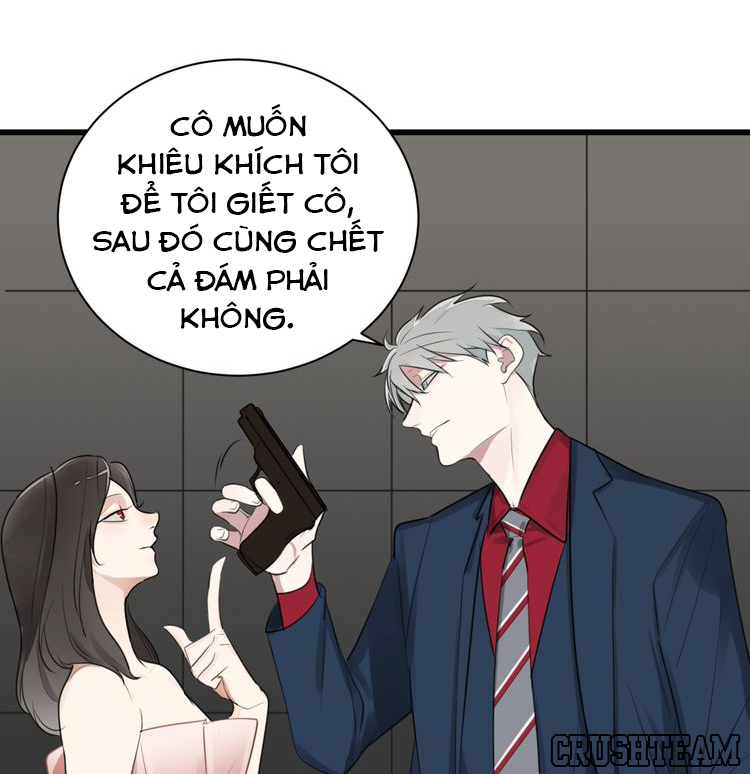 CÔ MUỐN
KHIÊU KHÍCH TÔI
ĐỂ TÔI GIẾT CÔ,
SAU ĐÓ CÙNG CHẾT
CẢ ĐÁM PHẢI
KHÔNG.
CRUSHTEAM